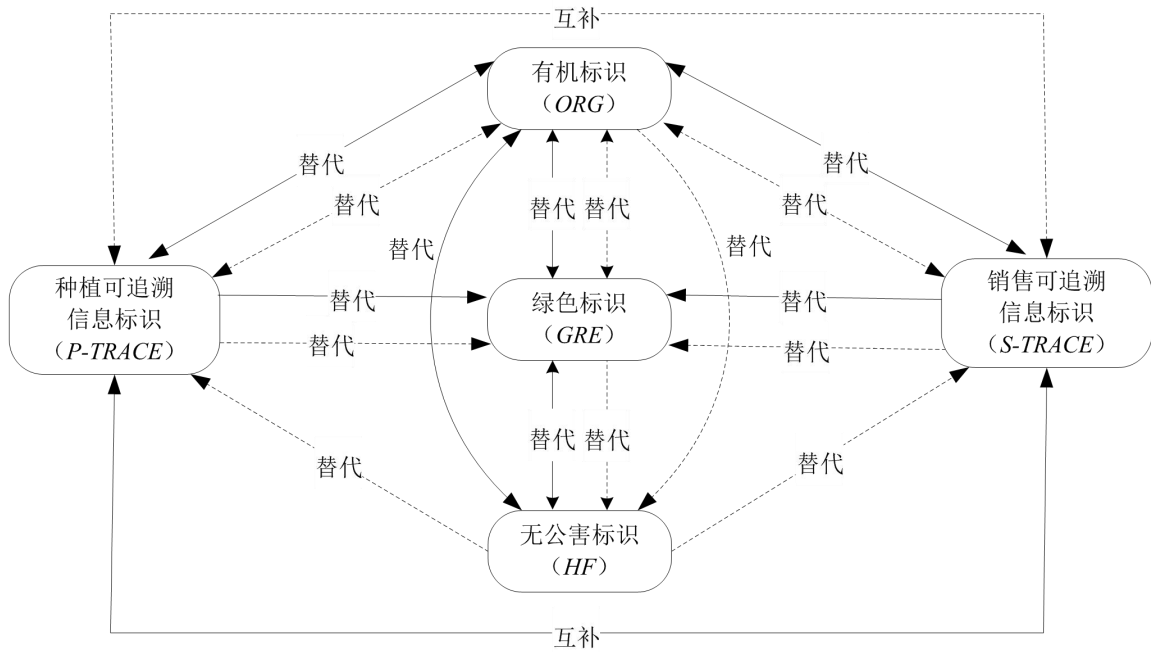 互补
有机标识
（ORG）
替代
替代
替代
替代
替代
替代
替代
替代
种植可追溯
信息标识
（P-TRACE）
替代
替代
绿色标识
（GRE）
替代
替代
销售可追溯
信息标识
（S-TRACE）
替代
替代
替代
替代
无公害标识
（HF）
互补